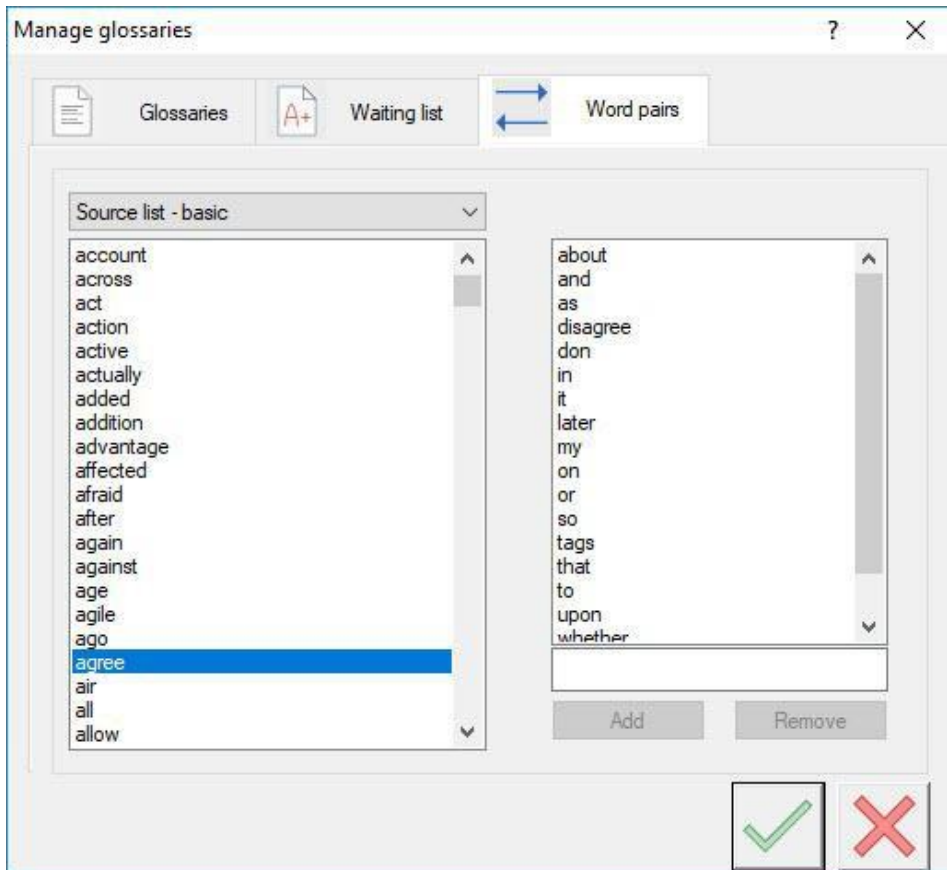 Manage glossaries ? X
Glossaries A+ Waiting list Word pairs
Source list - basic
account
across
act
action
active
actually
added
addition
advantage
affected
afraid
after
again
against
age
agile
ago
agree
air
all
allow
about
and
as
disagree
don
in
it
later
my
on
or
so
tags
that
to
upon
whether
Add Remove